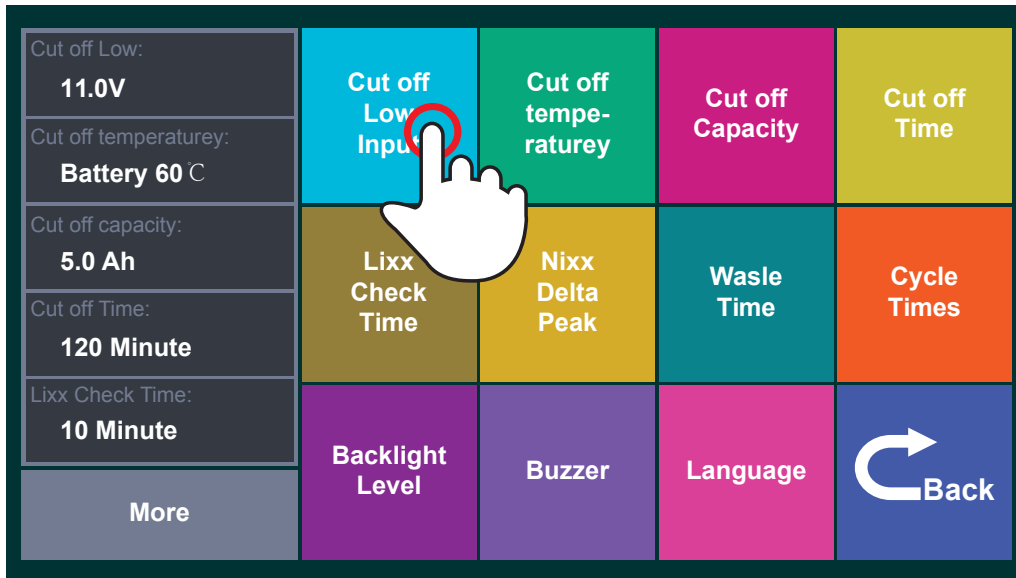 Cut off Low:
11.0V
Cut off temperaturey:
Battery 60℃
Cut off capacity:
5.0 Ah
Cut off Time:
120 Minute
Lixx Check Time:
10 Minute
More
Cut off
Low
Input
Cut off
tempe-
raturey
Cut off
Capacity
Cut off
Time
Lixx
Check
Time
Nixx
Delta
Peak
Wasle
Time
Cycle
Times
Backlight
Level
Buzzer
Language
Back